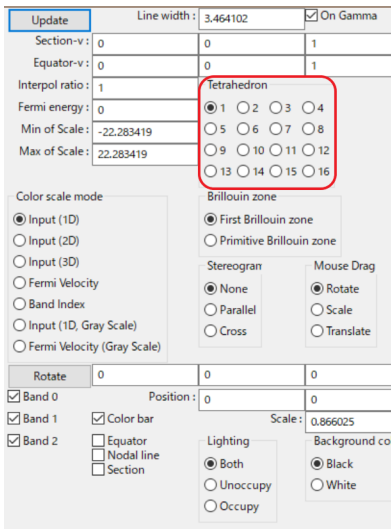 Update Line width : 3.464102 On Gamma
Section-v : 0 0 1
Equator-v : 0 0 1
Interpol ratio : 1
Fermi energy : 0
Min of Scale : -22.283419
Max of Scale : 22.283419
Tetrahedron
1 2 3 4
5 6 7 8
9 10 11 12
13 14 15 16
Color scale mode
Input (1D)
Input (2D)
Input (3D)
Fermi Velocity
Band Index
Input (1D, Gray Scale)
Fermi Velocity (Gray Scale)
Brillouin zone
First Brillouin zone
Primitive Brillouin zone
Stereogram
None
Parallel
Cross
Mouse Drag
Rotate
Scale
Translate
Rotate 0 0 0
Band 0 Position : 0 0
Band 1 Color bar Scale : 0.866025
Band 2 Equator
Nodal line
Section
Lighting
Both
Unoccupy
Occupy
Background co
Black
White